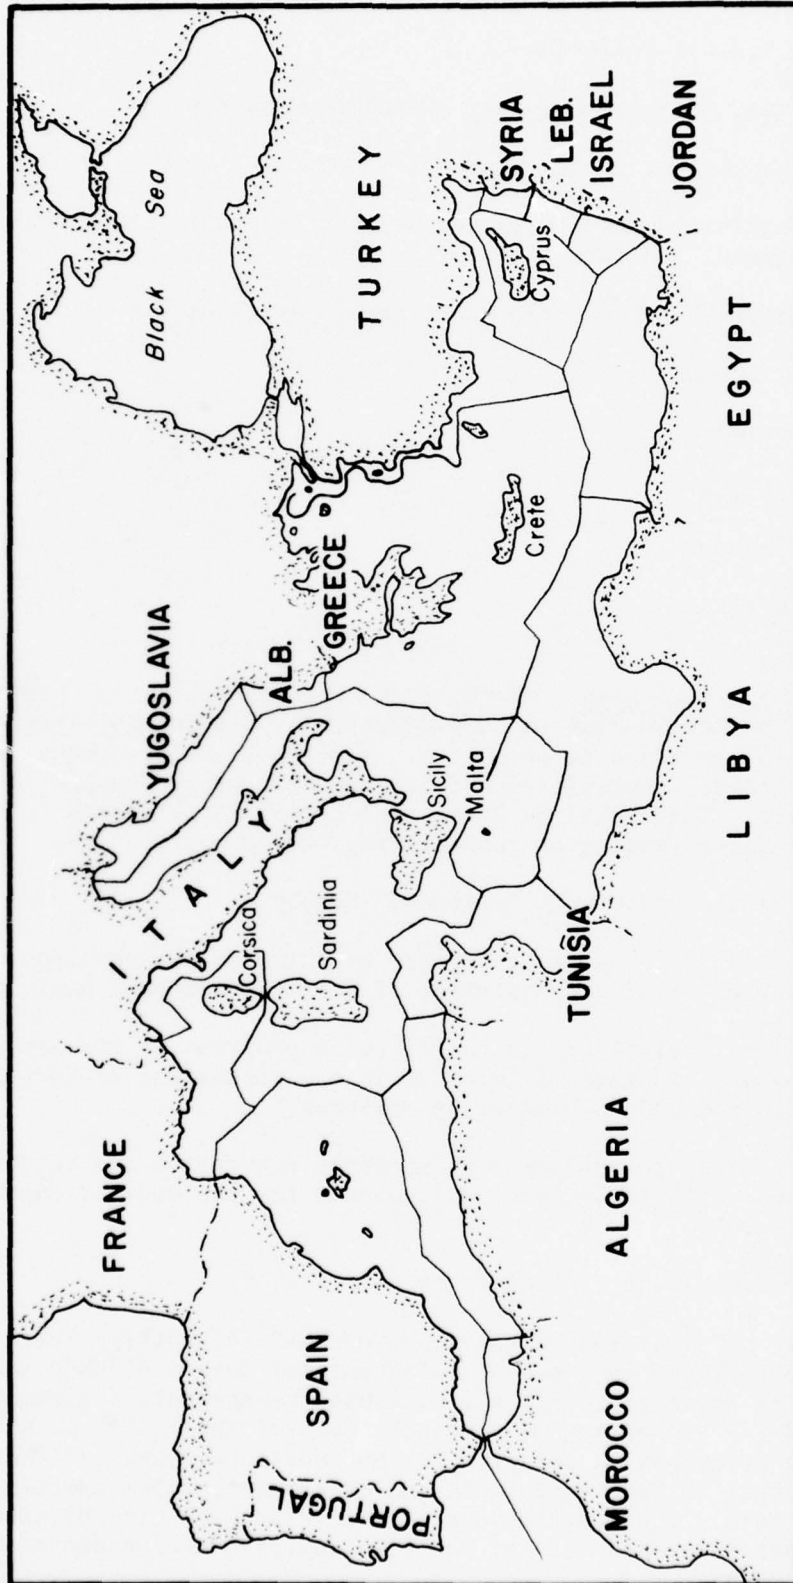 Black Sea
FRANCE
ITALY
YUGOSLAVIA
ALB.
GREECE
TURKEY
SPAIN
PORTUGAL
Corsica
Sardinia
Sicily
Malta
Crete
Cyprus
SYRIA
LEB.
ISRAEL
JORDAN
MOROCCO
ALGERIA
TUNISIA
LIBYA
EGYPT